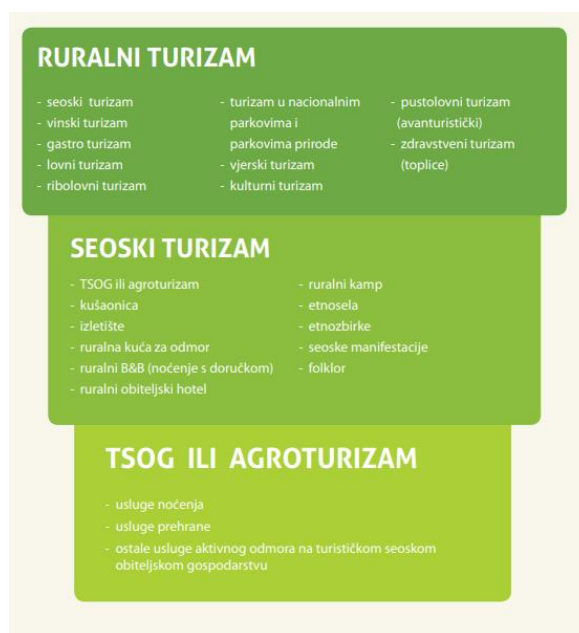 RURALNI TURIZAM
- seoski turizam
- vinski turizam
- gastro turizam
- lovni turizam
- ribolovni turizam
- turizam u nacionalnim
parkovima i
parkovima prirode
- vjerski turizam
- kulturni turizam
- pustolovni turizam
(avanturistički)
- zdravstveni turizam
(toplice)
SEOSKI TURIZAM
- TSOG ili agroturizam
- kušaonica
- izletište
- ruralna kuća za odmor
- ruralni B&B (noćenje s doručkom)
- ruralni obiteljski hotel
- ruralni kamp
- etnosela
- etnozbirke
- seoske manifestacije
- folklor
TSOG ILI AGROTURIZAM
- usluge noćenja
- usluge prehrane
- ostale usluge aktivnog odmora na turističkom seoskom
obiteljskom gospodarstvu